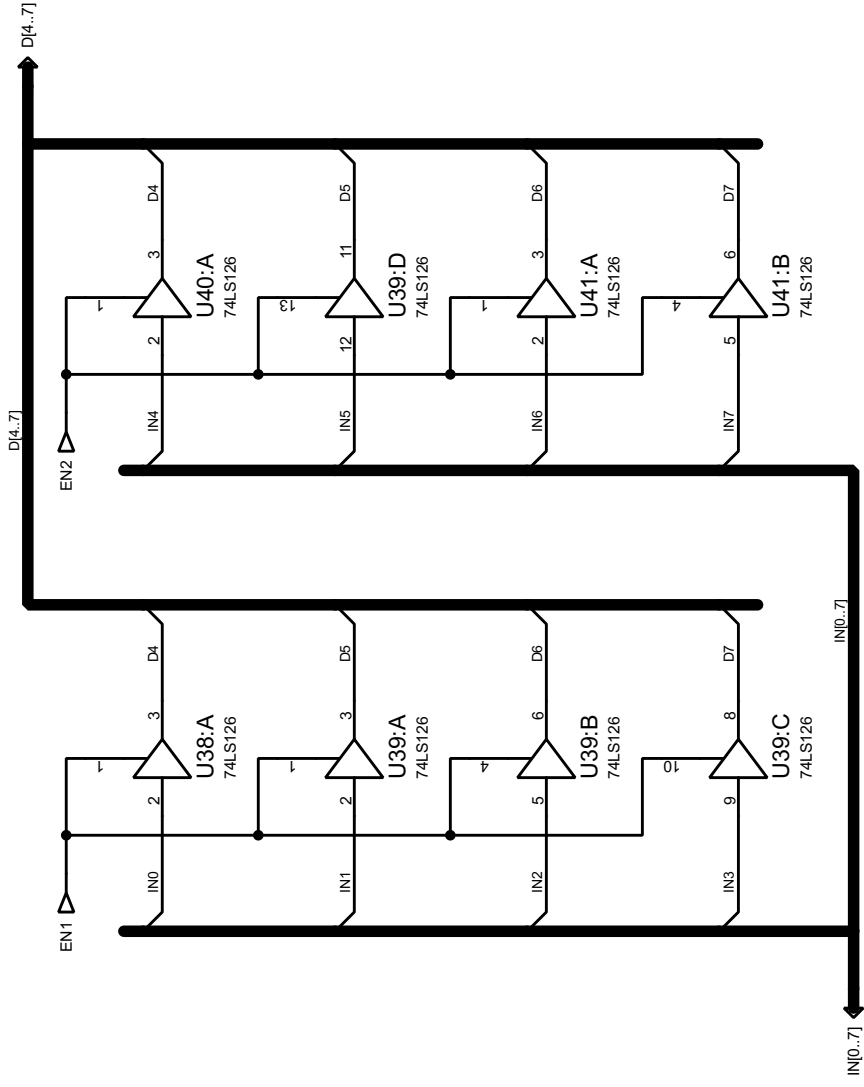 D[4..7]
D[4..7]
EN1
EN2
1
1
IN0
2
3
D4
IN4
2
3
D4
U38:A
74LS126
U40:A
74LS126
1
13
IN1
2
3
D5
IN5
12
11
D5
U39:A
74LS126
U39:D
74LS126
4
1
IN2
5
6
D6
IN6
2
3
D6
U39:B
74LS126
U41:A
74LS126
10
4
IN3
9
8
D7
IN7
5
6
D7
U39:C
74LS126
U41:B
74LS126
IN[0..7]
IN[0..7]